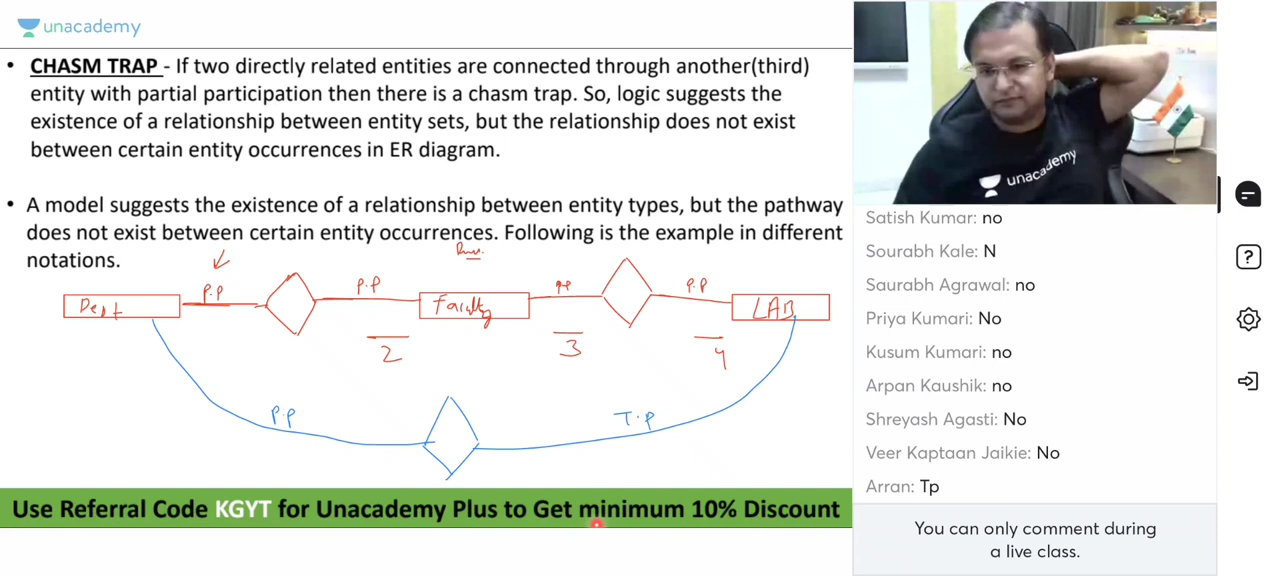 unacademy
• CHASM TRAP - If two directly related entities are connected through another(third)
entity with partial participation then there is a chasm trap. So, logic suggests the
existence of a relationship between entity sets, but the relationship does not exist
between certain entity occurrences in ER diagram.
• A model suggests the existence of a relationship between entity types, but the pathway
does not exist between certain entity occurrences. Following is the example in different
notations.
P.P P.P P.P P.P
Dept Faculty LAB
2 3 4
P.P T.P
Use Referral Code KGYT for Unacademy Plus to Get minimum 10% Discount
unacademy
Satish Kumar: no
Sourabh Kale: N
Saurabh Agrawal: no
Priya Kumari: No
Kusum Kumari: no
Arpan Kaushik: no
Shreyash Agasti: No
Veer Kaptaan Jaikie: No
Arran: Tp
You can only comment during
a live class.
?